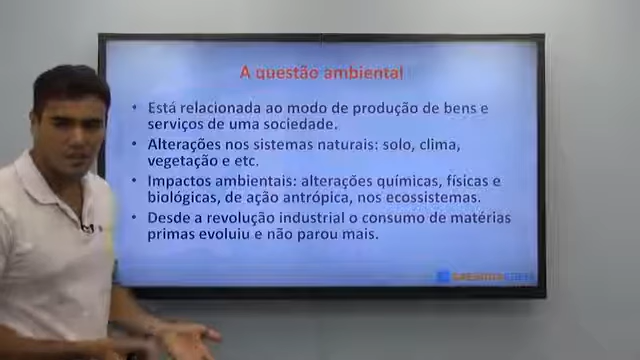 A questão ambiental
• Está relacionada ao modo de produção de bens e
serviços de uma sociedade.
• Alterações nos sistemas naturais: solo, clima,
vegetação e etc.
• Impactos ambientais: alterações químicas, físicas e
biológicas, de ação antrópica, nos ecossistemas.
• Desde a revolução industrial o consumo de matérias
primas evoluiu e não parou mais.